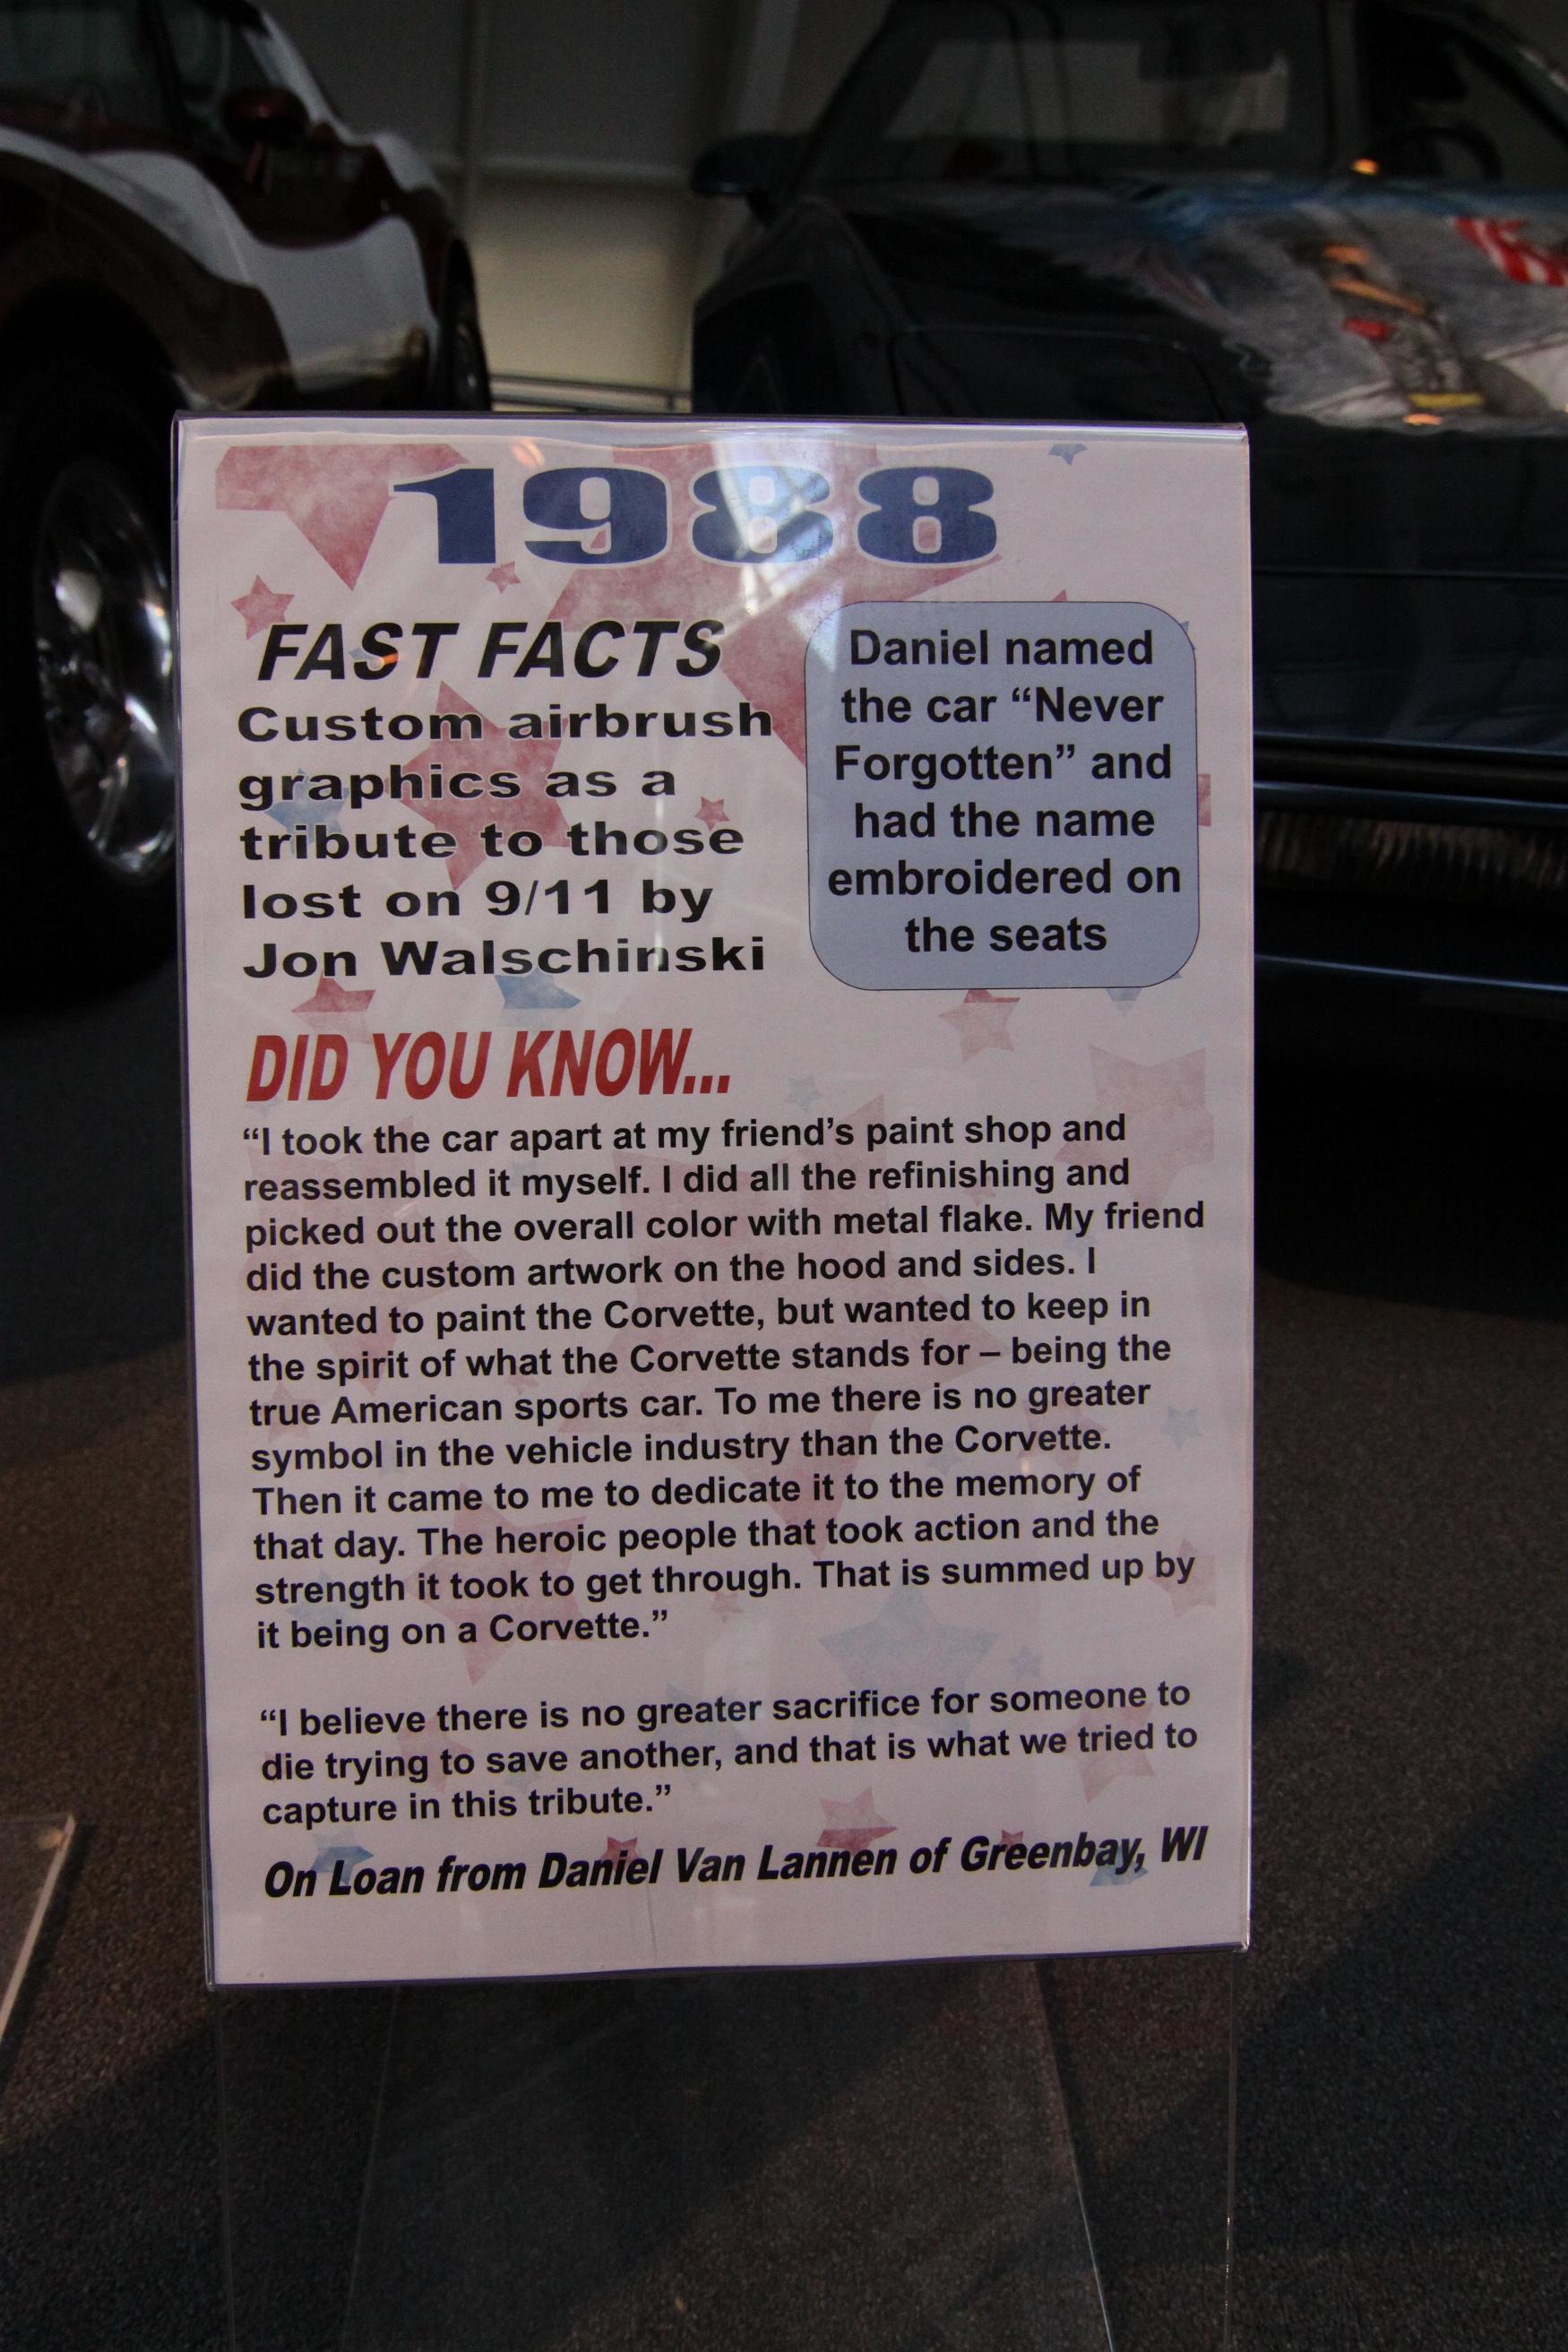 1988
FAST FACTS
Custom airbrush
graphics as a
tribute to those
lost on 9/11 by
Jon Walschinski
Daniel named
the car “Never
Forgotten” and
had the name
embroidered on
the seats
DID YOU KNOW...
“I took the car apart at my friend’s paint shop and
reassembled it myself. I did all the refinishing and
picked out the overall color with metal flake. My friend
did the custom artwork on the hood and sides. I
wanted to paint the Corvette, but wanted to keep in
the spirit of what the Corvette stands for – being the
true American sports car. To me there is no greater
symbol in the vehicle industry than the Corvette.
Then it came to me to dedicate it to the memory of
that day. The heroic people that took action and the
strength it took to get through. That is summed up by
it being on a Corvette.”
“I believe there is no greater sacrifice for someone to
die trying to save another, and that is what we tried to
capture in this tribute.”
On Loan from Daniel Van Lannen of Greenbay, WI